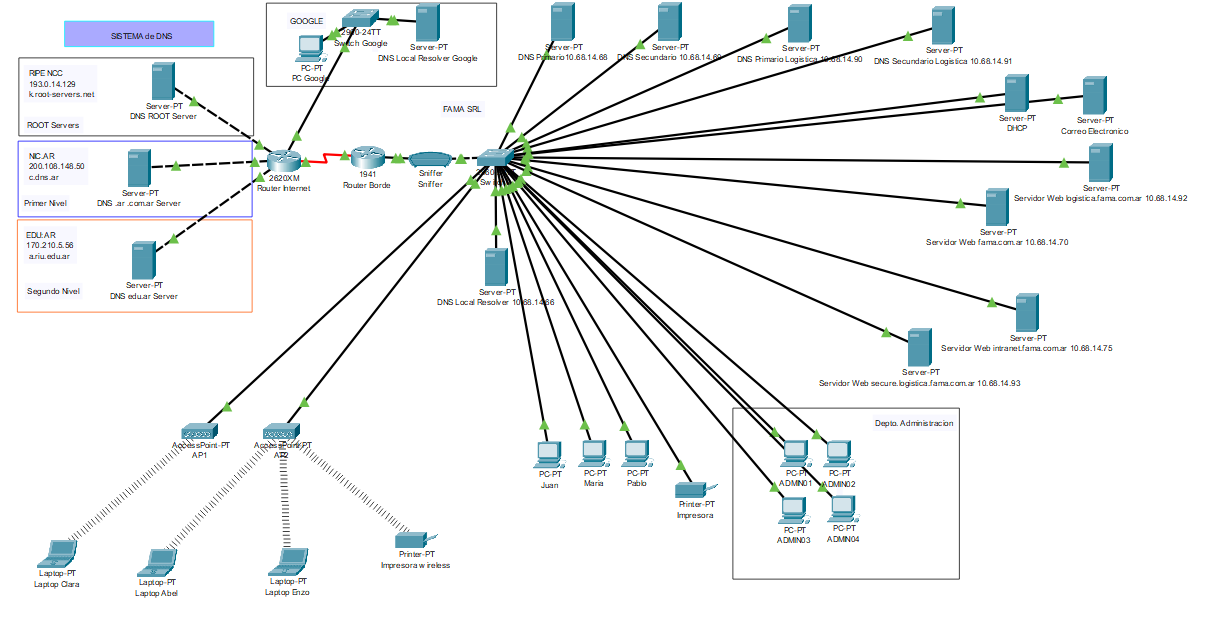 SISTEMA de DNS
GOOGLE
2960-24TT
Switch Google
PC-PT
PC Google
Server-PT
DNS Local Resolver Google
Server-PT
DNS Primario 10.68.14.68
Server-PT
DNS Secundario 10.68.14.69
Server-PT
DNS Primario Logistica 10.68.14.90
Server-PT
DNS Secundario Logistica 10.68.14.91
RIPE NCC
193.0.14.129
k.root-servers.net
ROOT Servers
Server-PT
DNS ROOT Server
FAMA SRL
Server-PT
DHCP
Server-PT
Correo Electronico
NIC.AR
200.108.148.50
c.dns.ar
Primer Nivel
Server-PT
DNS .ar .com.ar Server
2620XM
Router Internet
1941
Router Borde
Sniffer
Sniffer
Server-PT
Servidor Web logistica.fama.com.ar 10.68.14.92
Server-PT
Servidor Web fama.com.ar 10.68.14.70
EDU.AR
170.210.5.56
a.riu.edu.ar
Segundo Nivel
Server-PT
DNS edu.ar Server
Server-PT
DNS Local Resolver 10.68.14.66
Server-PT
Servidor Web intranet.fama.com.ar 10.68.14.75
Server-PT
Servidor Web secure.logistica.fama.com.ar 10.68.14.93
AccessPoint-PT
AP1
AccessPoint-PT
AP2
PC-PT
Juan
PC-PT
Maria
PC-PT
Pablo
Printer-PT
Impresora
Depto. Administracion
PC-PT
ADMIN01
PC-PT
ADMIN02
PC-PT
ADMIN03
PC-PT
ADMIN04
Laptop-PT
Laptop Clara
Laptop-PT
Laptop Abel
Laptop-PT
Laptop Enzo
Printer-PT
Impresora wireless